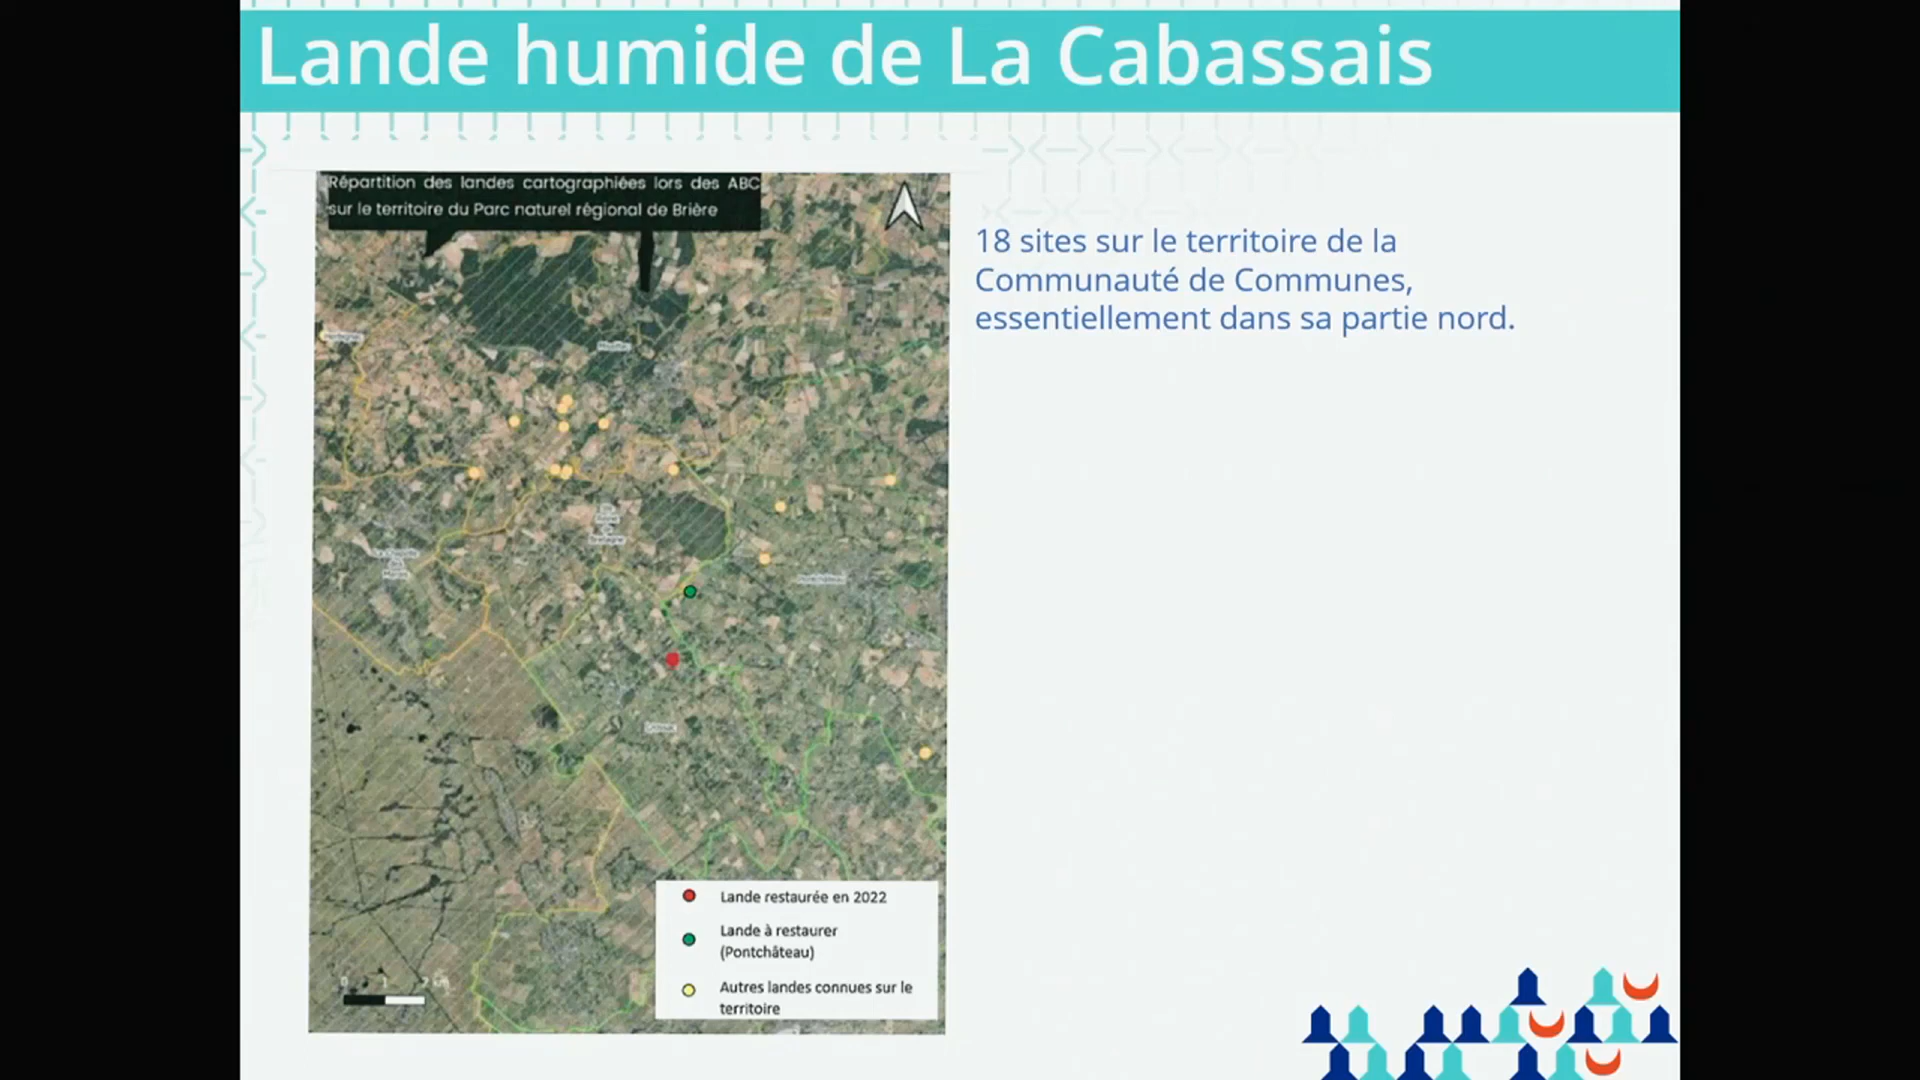 Lande humide de La Cabassais
Répartition des landes cartographiées lors des ABC
sur le territoire du Parc naturel régional de Brière
18 sites sur le territoire de la
Communauté de Communes,
essentiellement dans sa partie nord.
Lande restaurée en 2022
Lande à restaurer
(Pontchâteau)
Autres landes connues sur le
territoire